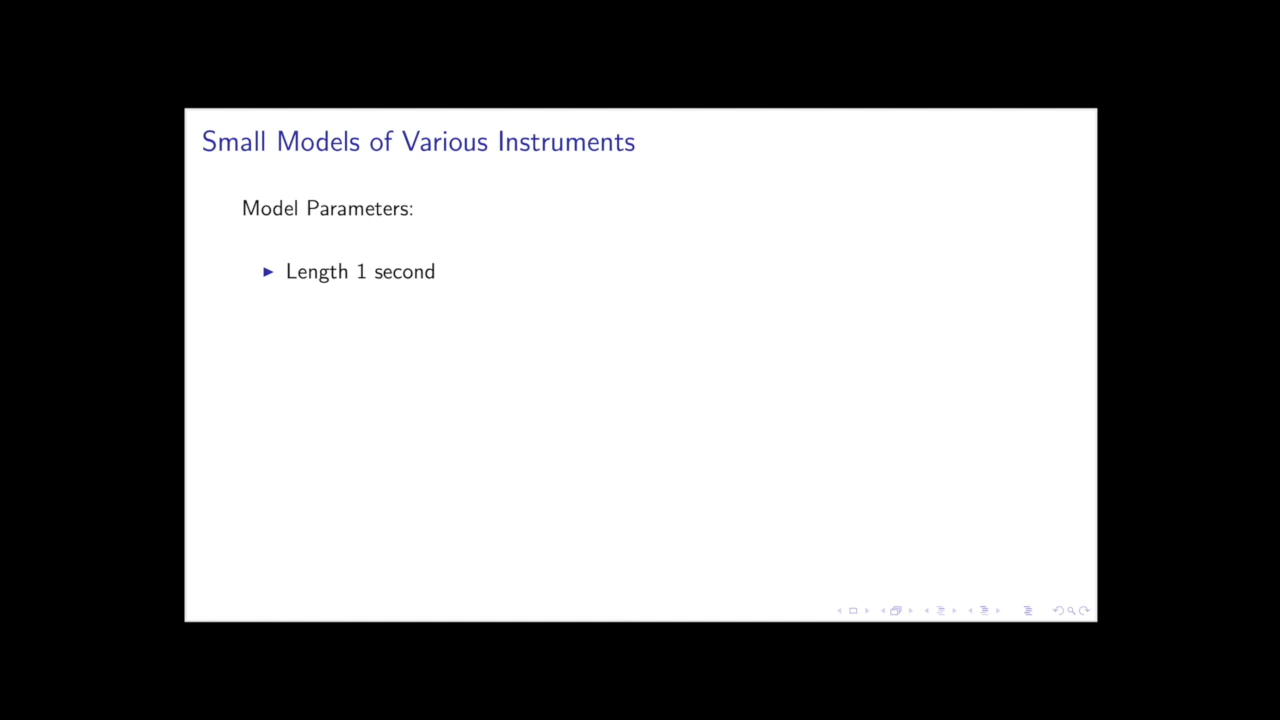 Small Models of Various Instruments
Model Parameters:
Length 1 second